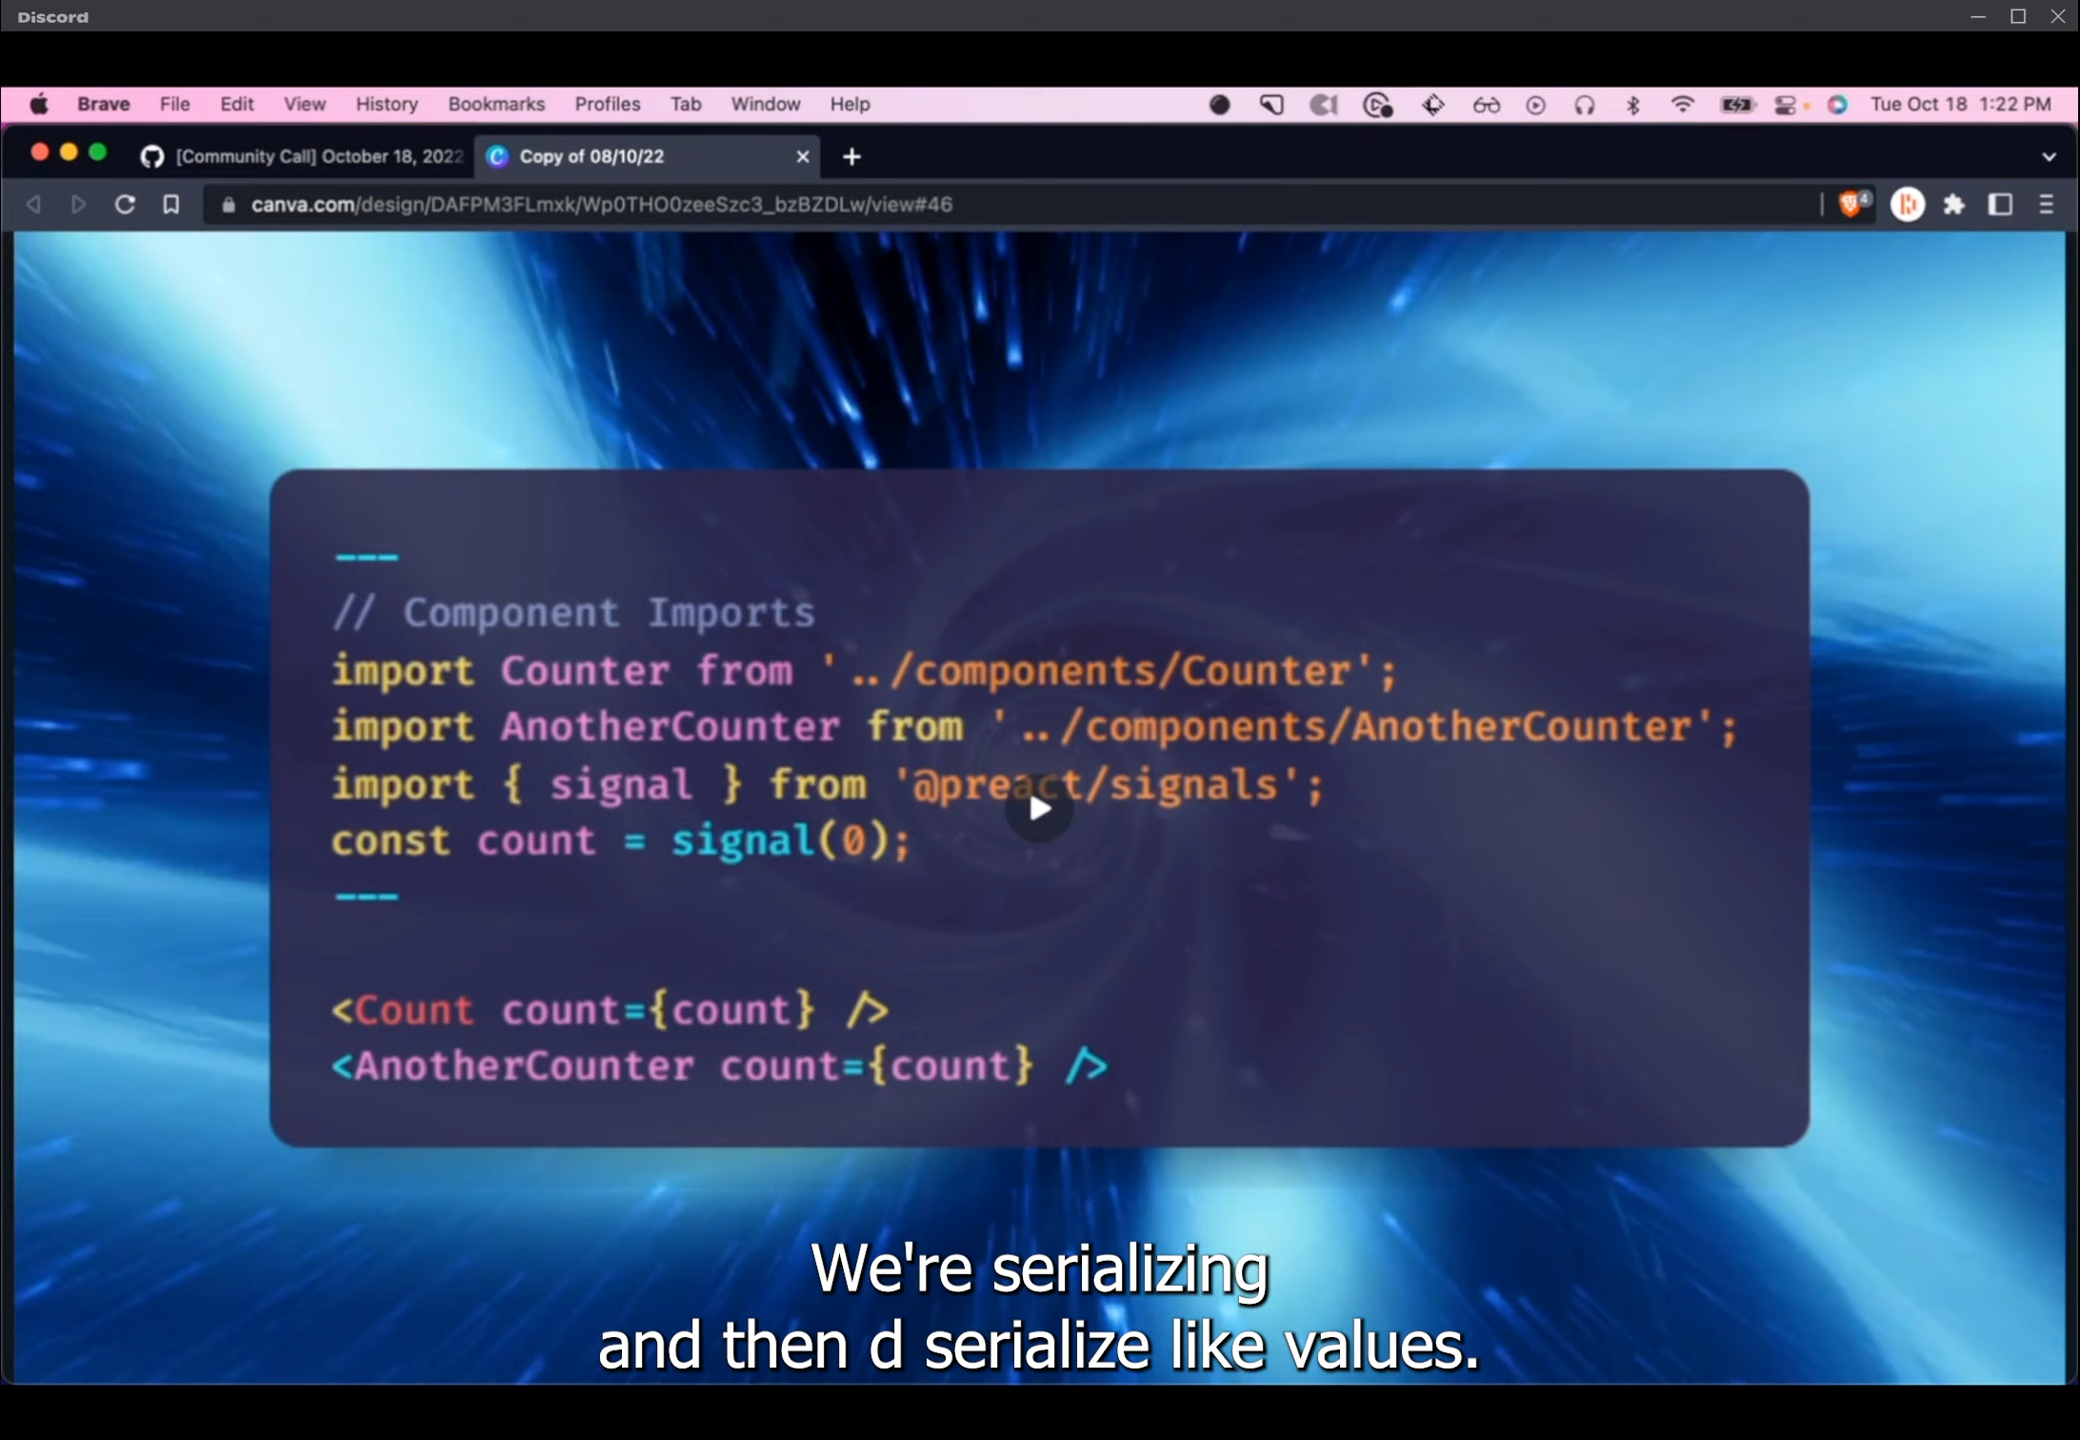 Discord
Brave File Edit View History Bookmarks Profiles Tab Window Help Tue Oct 18 1:22 PM
[Community Call] October 18, 2022 Copy of 08/10/22
canva.com/design/DAFPM3FLmxk/Wp0THO0zeeSzc3_bzBZDLw/view#46 4
---
// Component Imports
import Counter from '../components/Counter';
import AnotherCounter from '../components/AnotherCounter';
import { signal } from '@preact/signals';
const count = signal(0);
---
<Count count={count} />
<AnotherCounter count={count} />
We're serializing
and then d serialize like values.